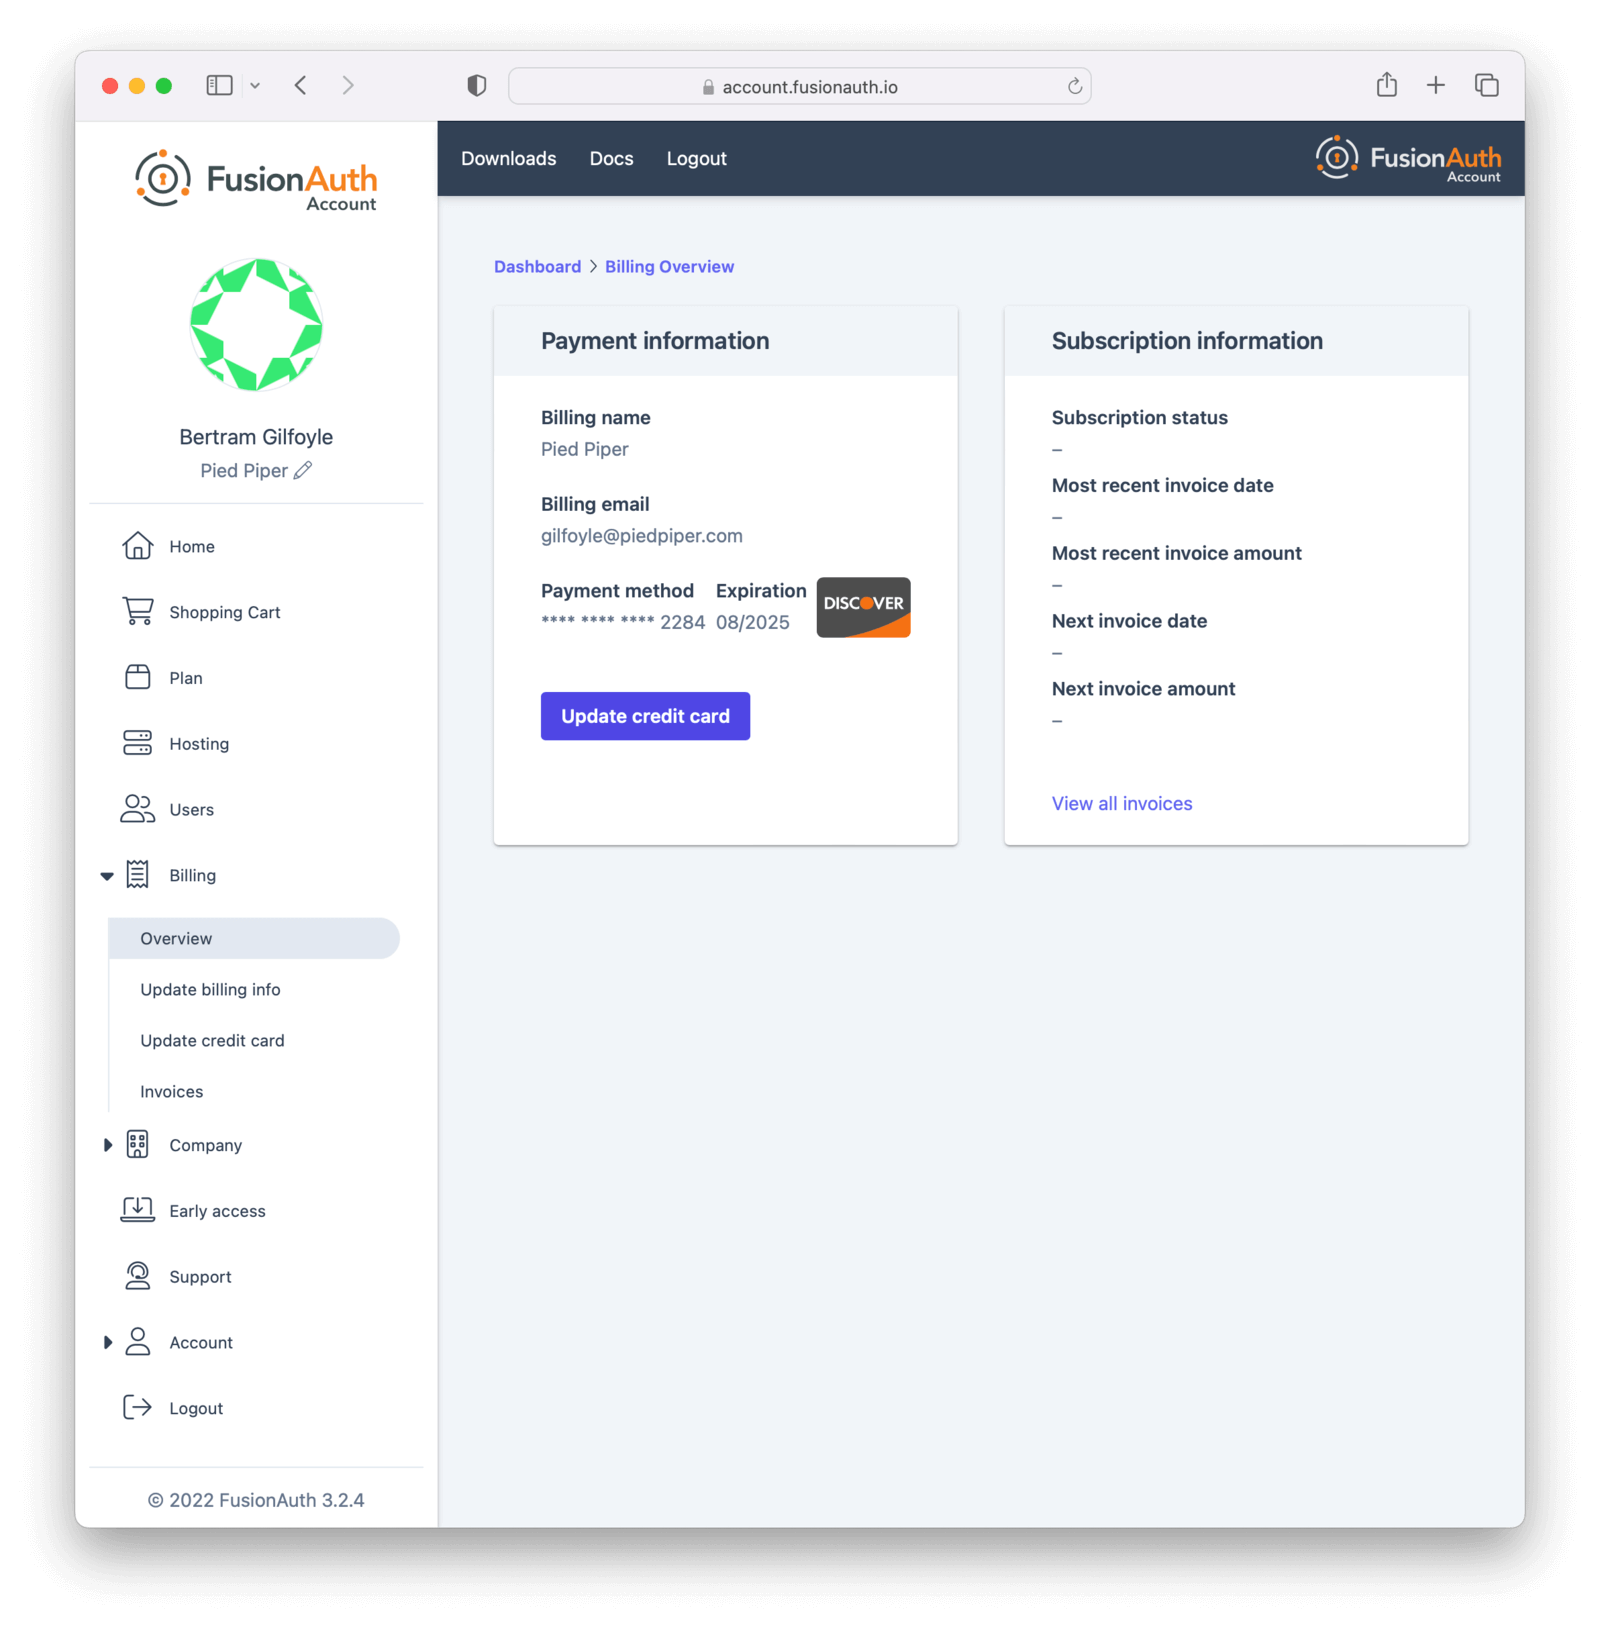 account.fusionauth.io
FusionAuth
Account
Downloads Docs Logout
FusionAuth
Account
Bertram Gilfoyle
Pied Piper
Home
Shopping Cart
Plan
Hosting
Users
Billing
Overview
Update billing info
Update credit card
Invoices
Company
Early access
Support
Account
Logout
© 2022 FusionAuth 3.2.4
Dashboard > Billing Overview
Payment information
Billing name
Pied Piper
Billing email
gilfoyle@piedpiper.com
Payment method Expiration
**** **** **** 2284 08/2025
DISCOVER
Update credit card
Subscription information
Subscription status
–
Most recent invoice date
–
Most recent invoice amount
–
Next invoice date
–
Next invoice amount
–
View all invoices